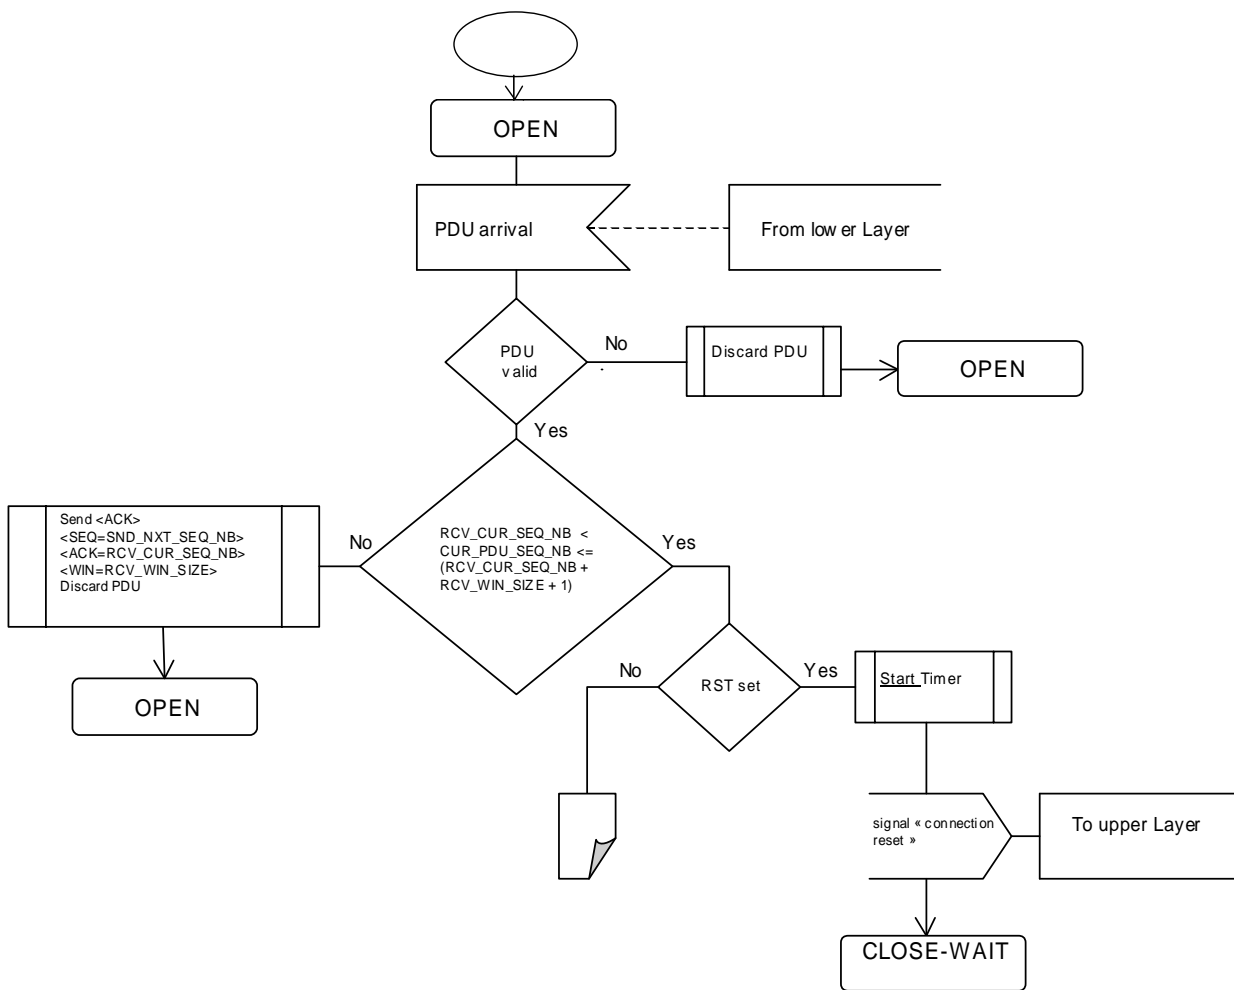 OPEN
PDU arrival
From lower Layer
PDU
valid
No
Discard PDU
OPEN
Yes
Send <ACK>
<SEQ=SND_NXT_SEQ_NB>
<ACK=RCV_CUR_SEQ_NB>
<WIN=RCV_WIN_SIZE>
Discard PDU
No
RCV_CUR_SEQ_NB <
CUR_PDU_SEQ_NB <=
(RCV_CUR_SEQ_NB +
RCV_WIN_SIZE + 1)
Yes
OPEN
No
RST set
Yes
Start Timer
signal « connection
reset »
To upper Layer
CLOSE-WAIT